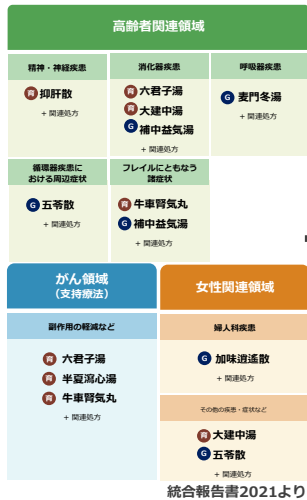 高齢者関連領域
精神・神経疾患
育 抑肝散
+ 関連処方
消化器疾患
育 六君子湯
育 大建中湯
G 補中益気湯
+ 関連処方
呼吸器疾患
G 麦門冬湯
+ 関連処方
循環器疾患に
おける周辺症状
G 五苓散
+ 関連処方
フレイルにともなう
諸症状
育 牛車腎気丸
G 補中益気湯
+ 関連処方
がん領域
(支持療法)
副作用の軽減など
育 六君子湯
育 半夏瀉心湯
育 牛車腎気丸
+ 関連処方
女性関連領域
婦人科疾患
G 加味逍遙散
+ 関連処方
その他の疾患・症状など
育 大建中湯
G 五苓散
+ 関連処方
統合報告書2021より